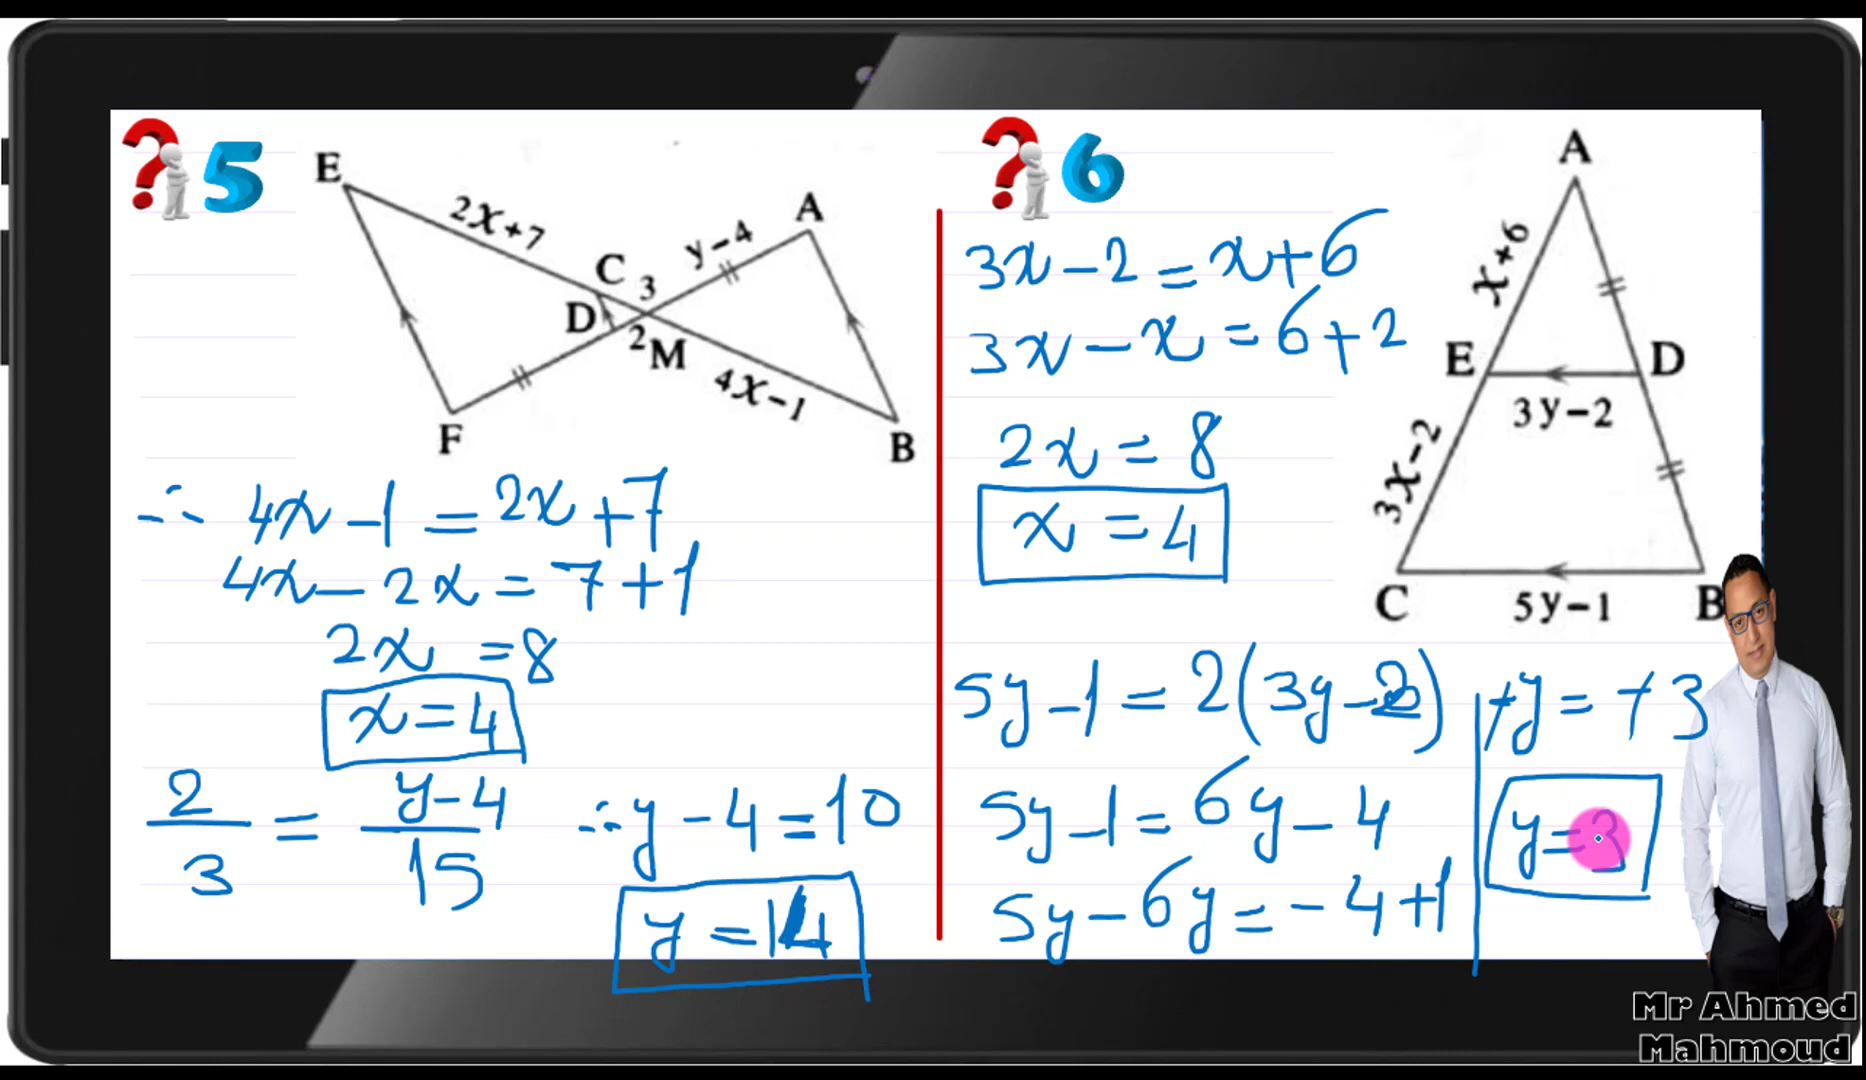 ? 5
E
2x+7
C
3
y-4
A
D
2
M
4x-1
F
B
∴ 4x - 1 = 2x + 7
4x - 2x = 7 + 1
2x = 8
x = 4
2/3 = y-4/15
∴ y - 4 = 10
y = 14
? 6
3x - 2 = x + 6
3x - x = 6 + 2
2x = 8
x = 4
A
x+6
E
D
3y-2
3x-2
C
5y-1
B
5y - 1 = 2(3y - 2)
5y - 1 = 6y - 4
5y - 6y = - 4 + 1
+y = +3
y = 3
Mr Ahmed
Mahmoud